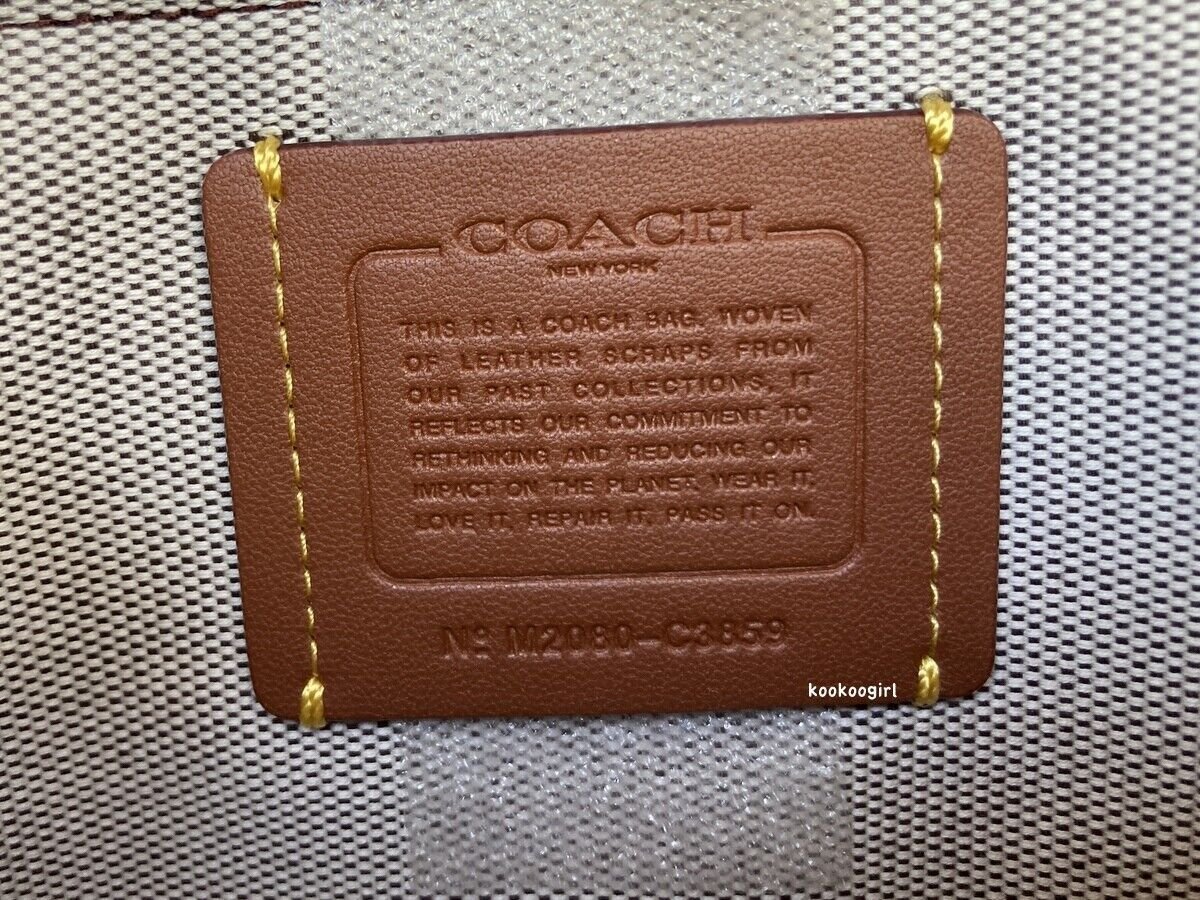 COACH
NEW YORK
THIS IS A COACH BAG. WOVEN
OF LEATHER SCRAPS FROM
OUR PAST COLLECTIONS, IT
REFLECTS OUR COMMITMENT TO
RETHINKING AND REDUCING OUR
IMPACT ON THE PLANET. WEAR IT.
LOVE IT. REPAIR IT. PASS IT ON.
Nº M2080-C3859
kookoogirl